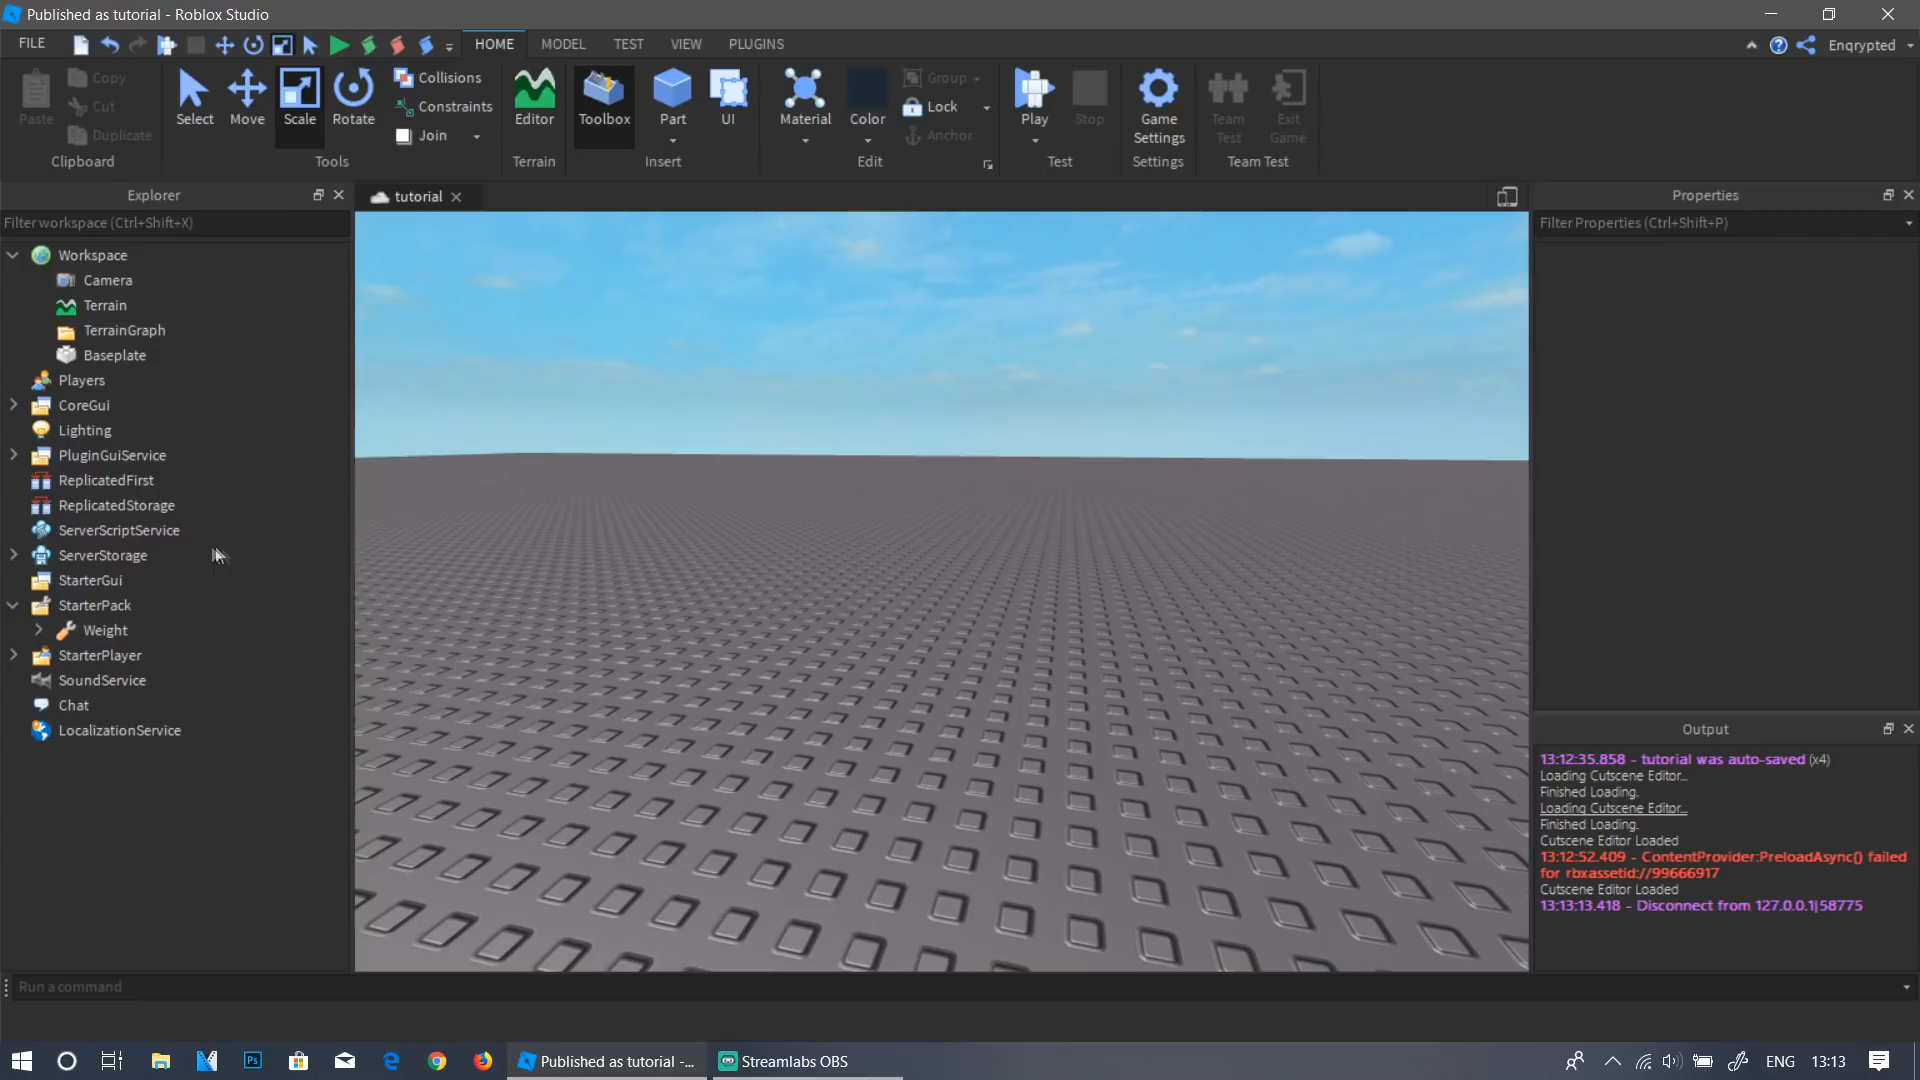 Published as tutorial - Roblox Studio
FILE
HOME
MODEL
TEST
VIEW
PLUGINS
Enqrypted
Paste
Copy
Cut
Duplicate
Clipboard
Select
Move
Scale
Rotate
Collisions
Constraints
Join
Tools
Editor
Terrain
Toolbox
Part
UI
Insert
Material
Color
Group
Lock
Anchor
Edit
Play
Stop
Test
Game
Settings
Settings
Team
Test
Exit
Game
Team Test
Explorer
Filter workspace (Ctrl+Shift+X)
Workspace
Camera
Terrain
TerrainGraph
Baseplate
Players
CoreGui
Lighting
PluginGuiService
ReplicatedFirst
ReplicatedStorage
ServerScriptService
ServerStorage
StarterGui
StarterPack
Weight
StarterPlayer
SoundService
Chat
LocalizationService
tutorial
Properties
Filter Properties (Ctrl+Shift+P)
Output
13:12:35.858 - tutorial was auto-saved (x4)
Loading Cutscene Editor...
Finished Loading.
Loading Cutscene Editor...
Finished Loading.
Cutscene Editor Loaded
13:12:52.409 - ContentProvider:PreloadAsync() failed
for rbxassetid://99666917
Cutscene Editor Loaded
13:13:13.418 - Disconnect from 127.0.0.1|58775
Run a command
Ps
Published as tutorial -...
Streamlabs OBS
ENG
13:13